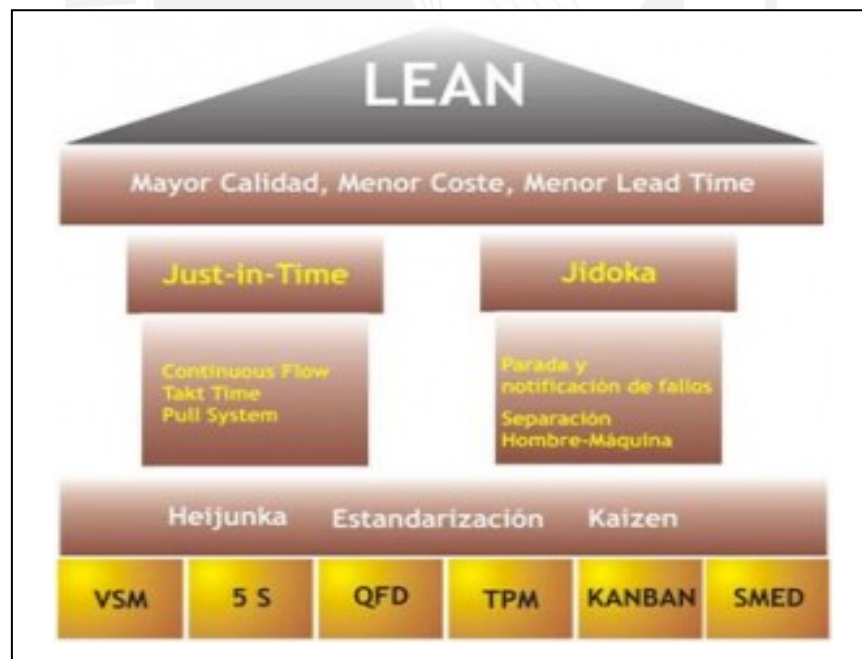 LEAN
Mayor Calidad, Menor Coste, Menor Lead Time
Just-in-Time
Jidoka
Continuous Flow
Takt Time
Pull System
Parada y
notificación de fallos
Separación
Hombre-Máquina
Heijunka Estandarización Kaizen
VSM 5 S QFD TPM KANBAN SMED